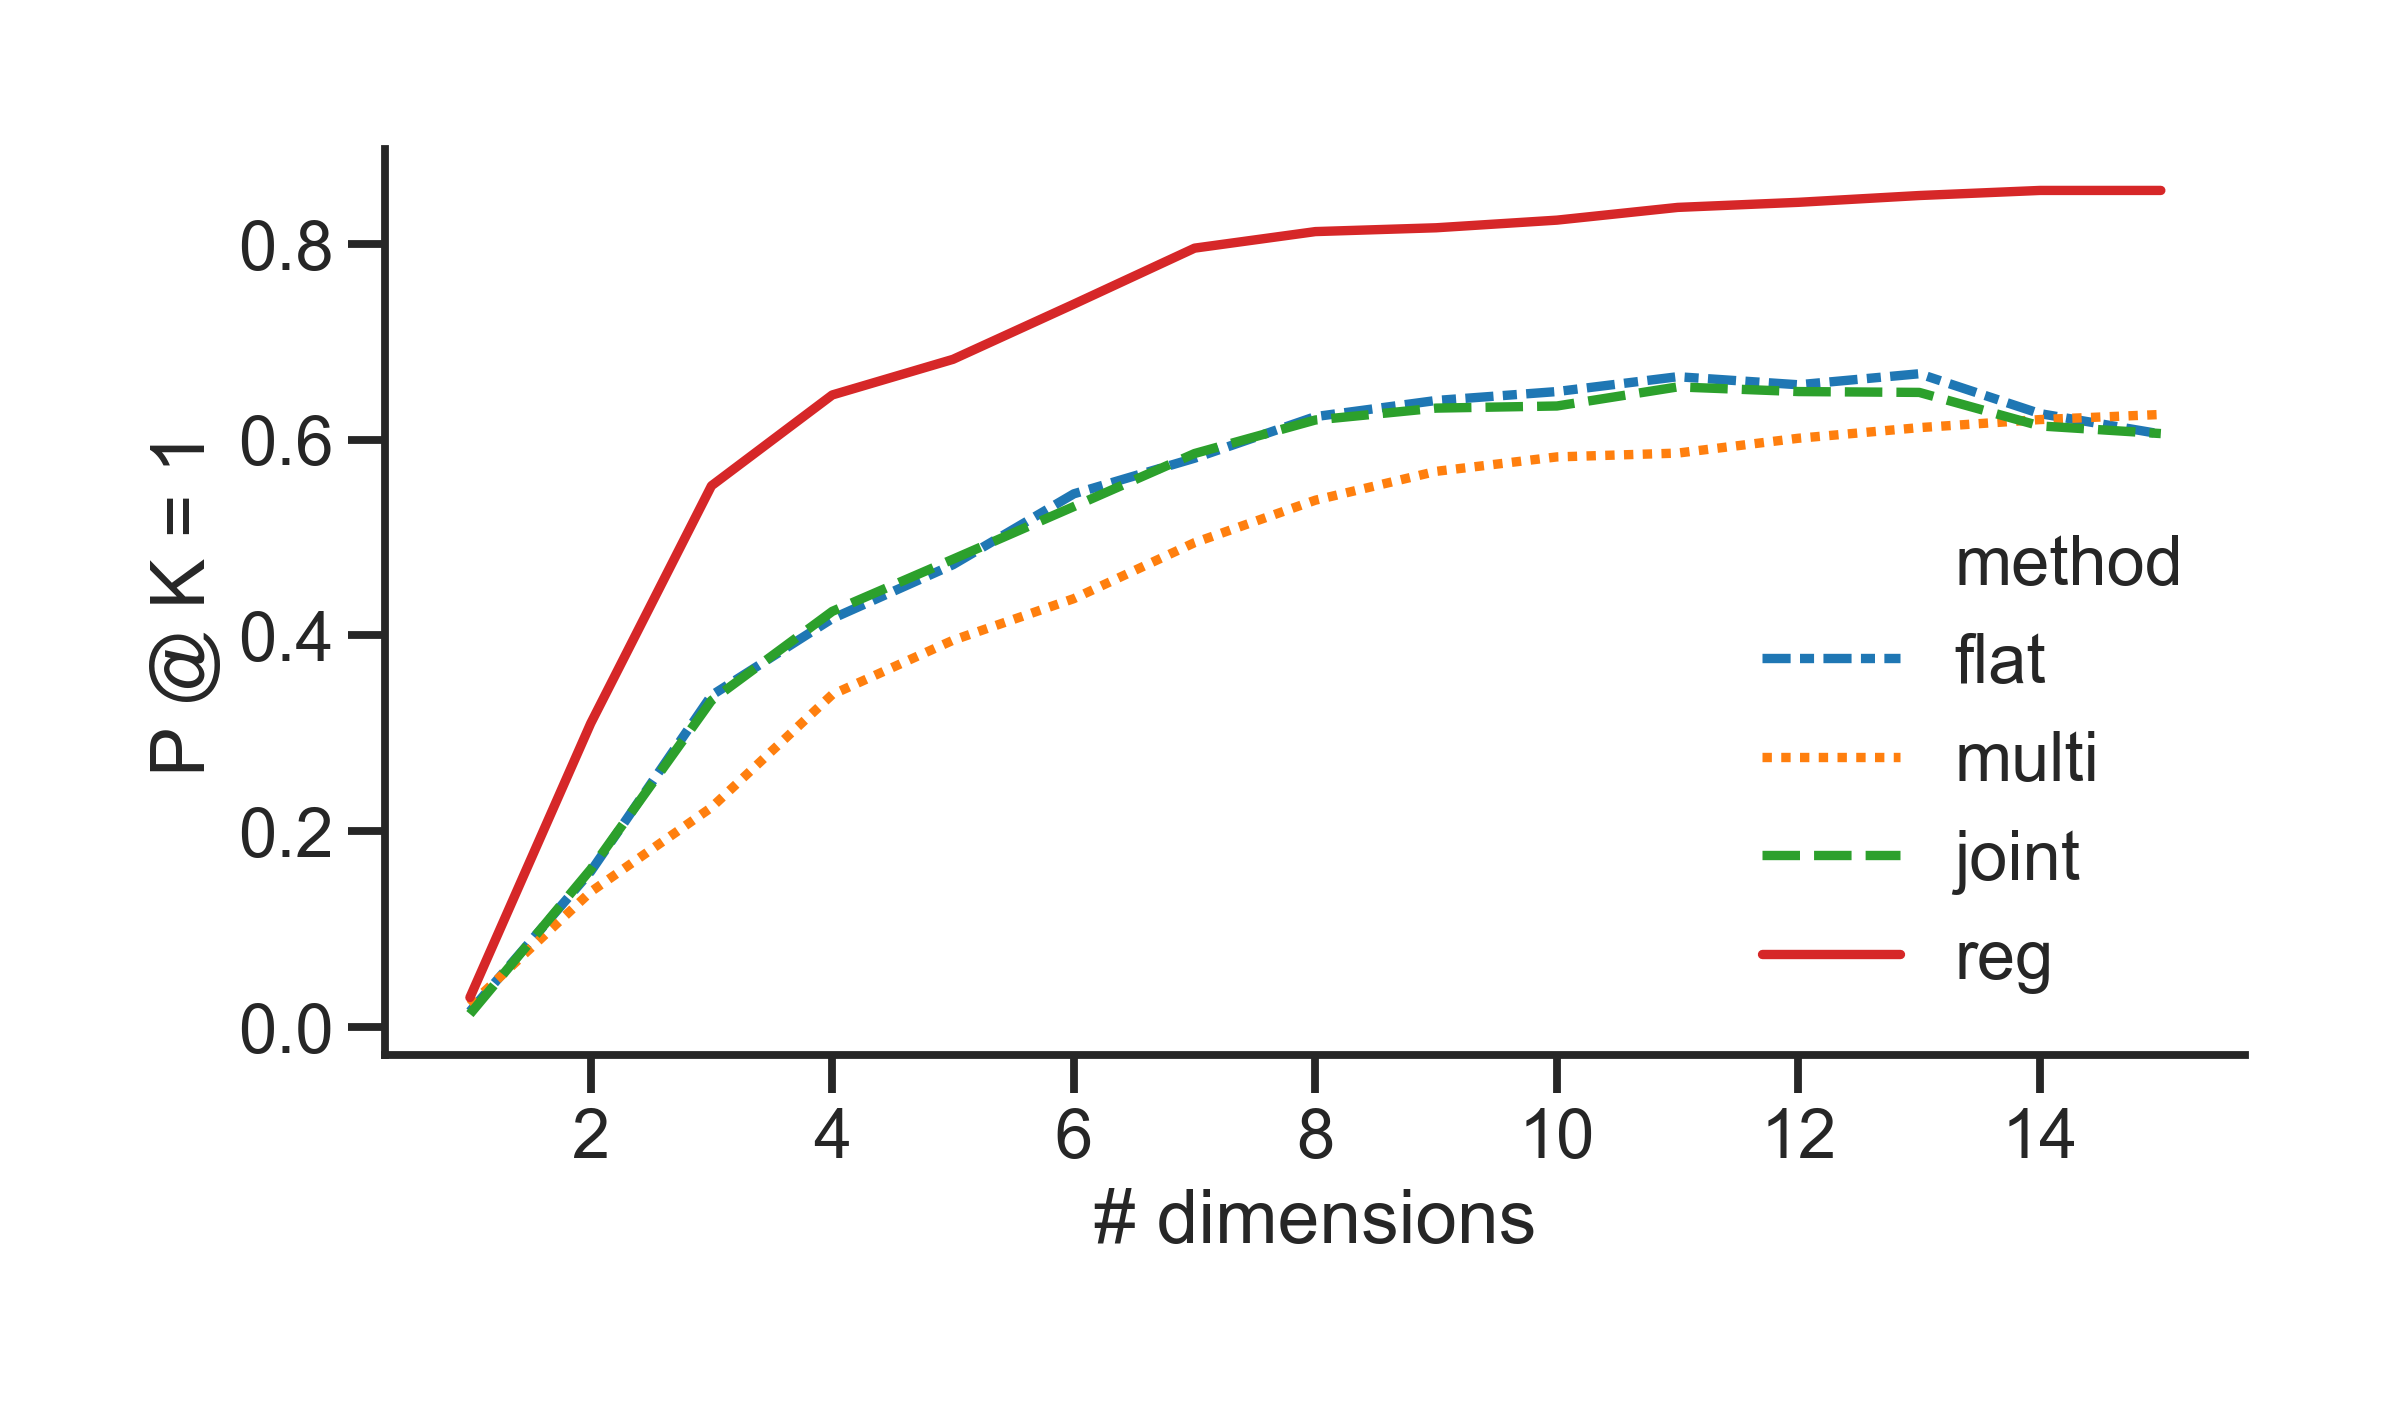 P @ K = 1
0.8
0.6
0.4
0.2
0.0
2 4 6 8 10 12 14
# dimensions
method
flat
multi
joint
reg